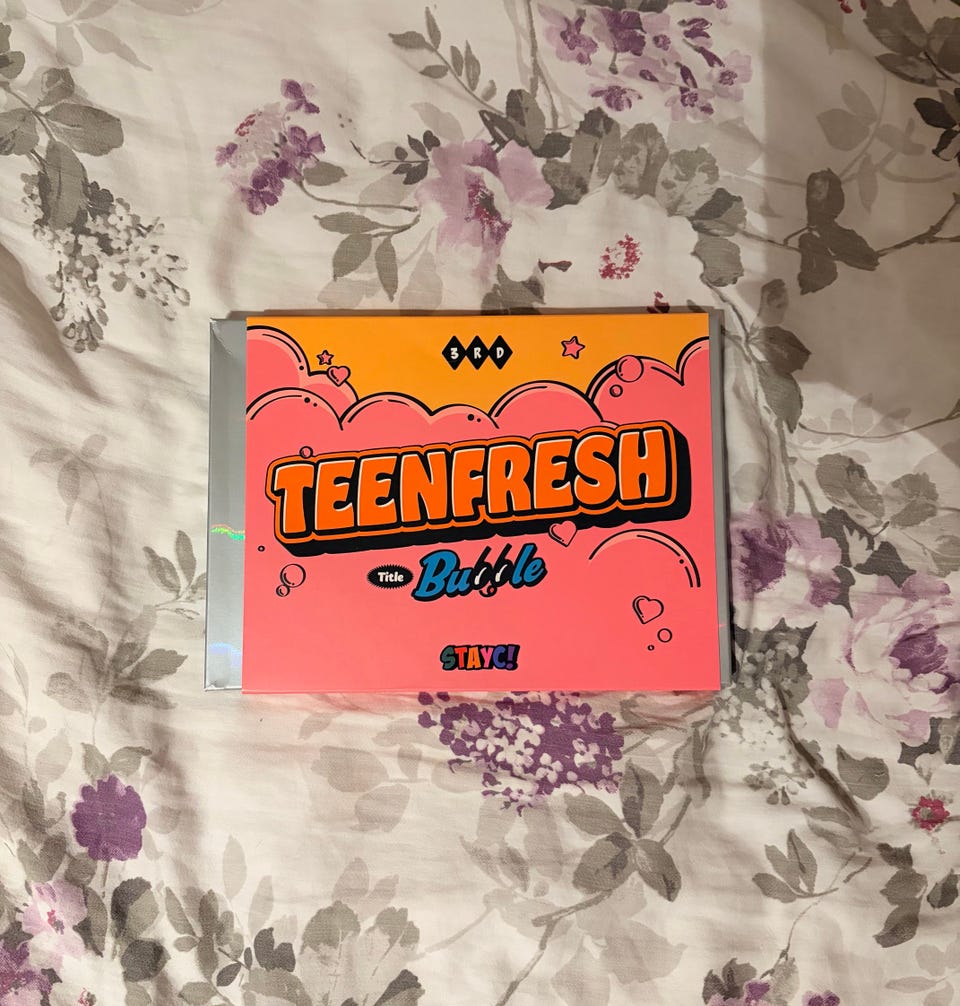 3RD
TEENFRESH
Title Bubble
STAYC!